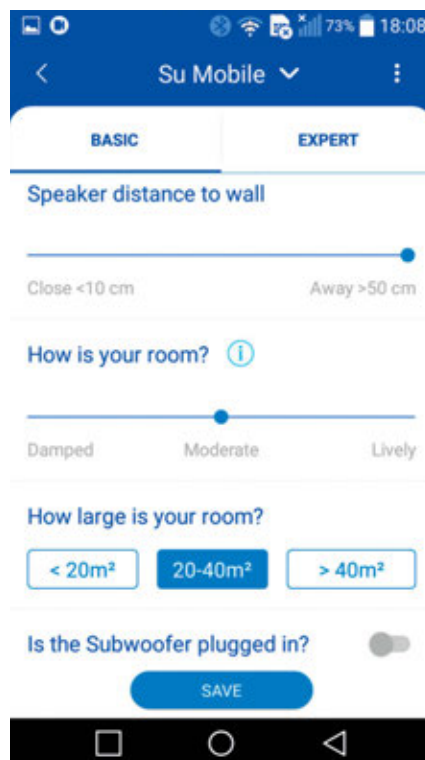 73% 18:08
Su Mobile
BASIC EXPERT
Speaker distance to wall
Close <10 cm Away >50 cm
How is your room? i
Damped Moderate Lively
How large is your room?
< 20m² 20-40m² > 40m²
Is the Subwoofer plugged in?
SAVE